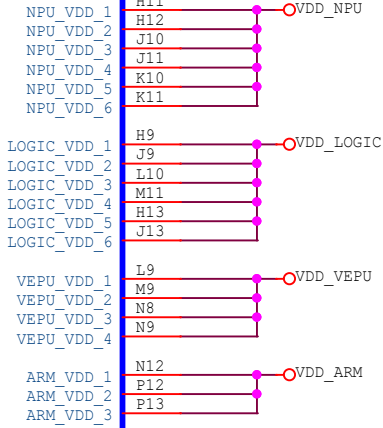 NPU_VDD_1 H11 VDD_NPU
NPU_VDD_2 H12
NPU_VDD_3 J10
NPU_VDD_4 J11
NPU_VDD_5 K10
NPU_VDD_6 K11
LOGIC_VDD_1 H9 VDD_LOGIC
LOGIC_VDD_2 J9
LOGIC_VDD_3 L10
LOGIC_VDD_4 M11
LOGIC_VDD_5 H13
LOGIC_VDD_6 J13
VEPU_VDD_1 L9 VDD_VEPU
VEPU_VDD_2 M9
VEPU_VDD_3 N8
VEPU_VDD_4 N9
ARM_VDD_1 N12 VDD_ARM
ARM_VDD_2 P12
ARM_VDD_3 P13